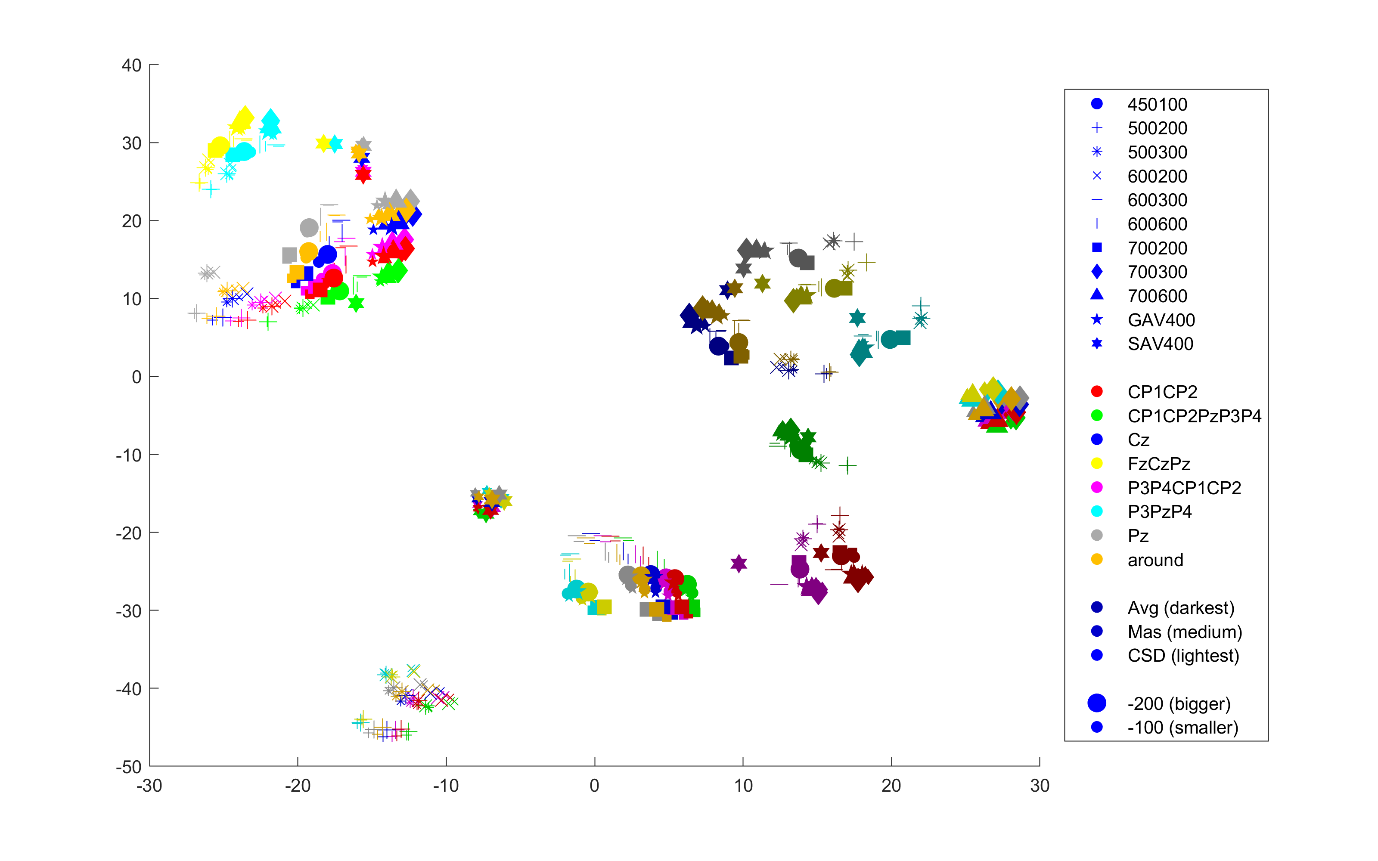 40
30
20
10
0
-10
-20
-30
-40
-50
-30
-20
-10
0
10
20
30
450100
500200
500300
600200
600300
600600
700200
700300
700600
GAV400
SAV400
CP1CP2
CP1CP2PzP3P4
Cz
FzCzPz
P3P4CP1CP2
P3PzP4
Pz
around
Avg (darkest)
Mas (medium)
CSD (lightest)
-200 (bigger)
-100 (smaller)